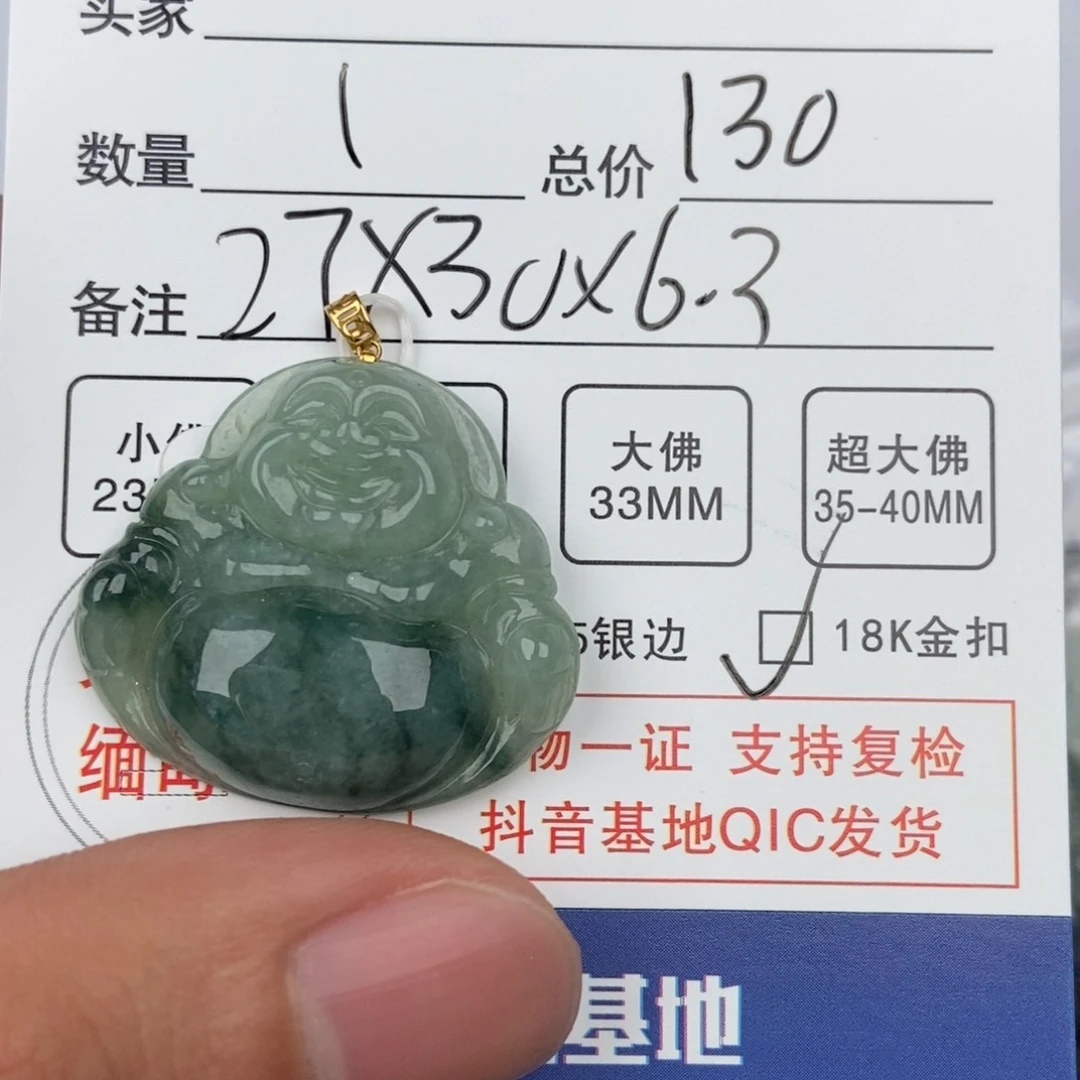 买家
数量 1 总价 130
备注 27X30X6.3
小 大佛 超大佛
23 33MM 35-40MM
银边 18K金扣
缅 物一证 支持复检
抖音基地QIC发货
基地